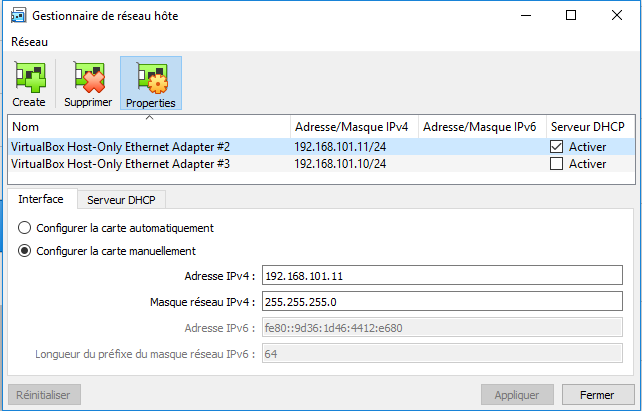 Gestionnaire de réseau hôte
Réseau
Create Supprimer Properties
Nom Adresse/Masque IPv4 Adresse/Masque IPv6 Serveur DHCP
VirtualBox Host-Only Ethernet Adapter #2 192.168.101.11/24 Activer
VirtualBox Host-Only Ethernet Adapter #3 192.168.101.10/24 Activer
Interface Serveur DHCP
Configurer la carte automatiquement
Configurer la carte manuellement
Adresse IPv4 : 192.168.101.11
Masque réseau IPv4 : 255.255.255.0
Adresse IPv6 : fe80::9d36:1d46:4412:e680
Longueur du préfixe du masque réseau IPv6 : 64
Réinitialiser Appliquer Fermer